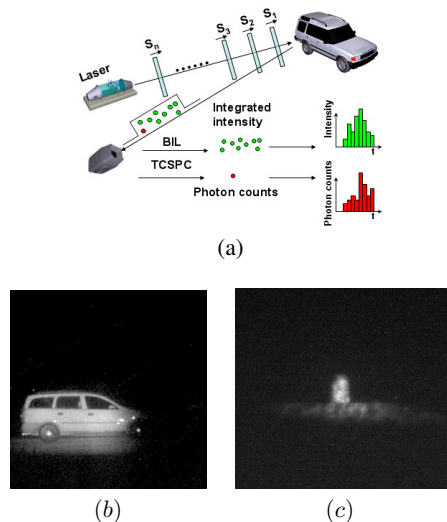 Sn
S3
S2
S1
Laser
Integrated
intensity
BIL
TCSPC
Photon counts
Intensity
t
Photon counts
t
(a)
(b)
(c)